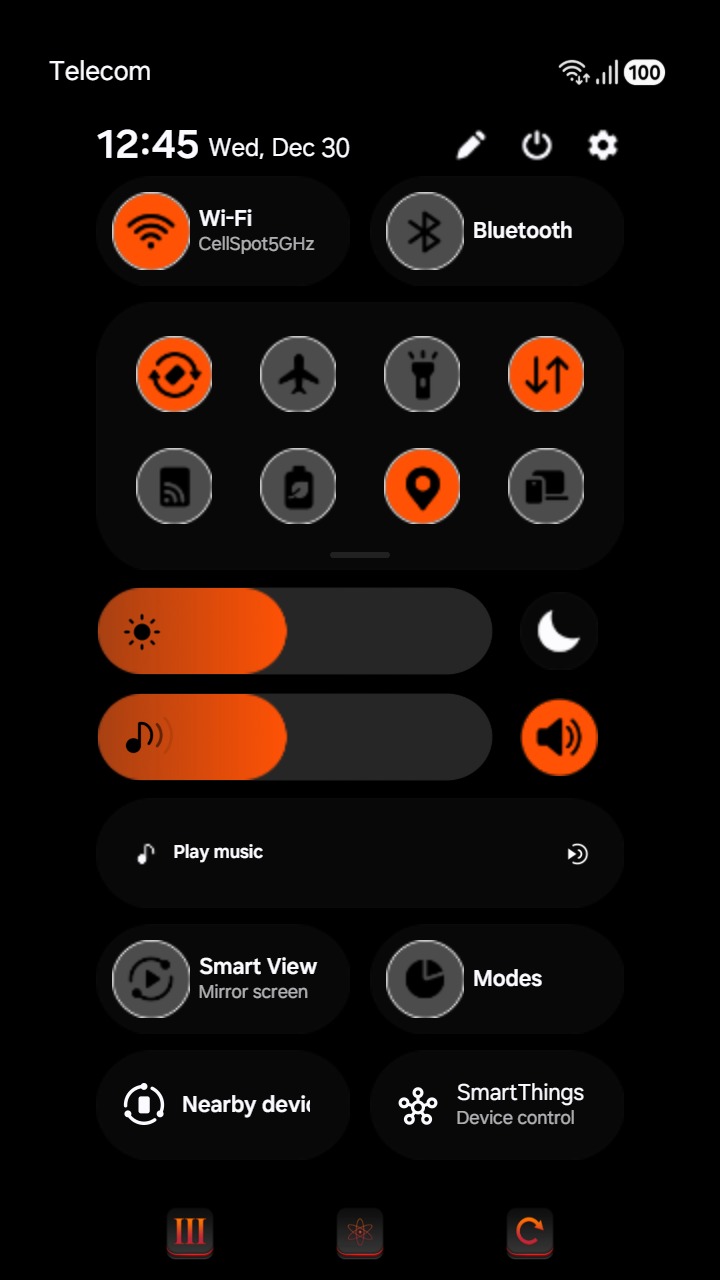 Telecom
100
12:45 Wed, Dec 30
Wi-Fi
CellSpot5GHz
Bluetooth
Play music
Smart View
Mirror screen
Modes
Nearby devi
SmartThings
Device control